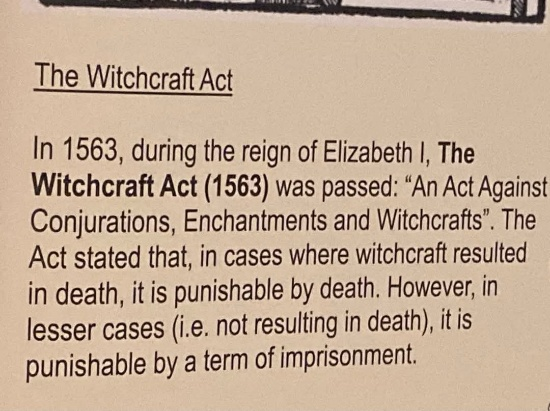 The Witchcraft Act
In 1563, during the reign of Elizabeth I, The
Witchcraft Act (1563) was passed: “An Act Against
Conjurations, Enchantments and Witchcrafts”. The
Act stated that, in cases where witchcraft resulted
in death, it is punishable by death. However, in
lesser cases (i.e. not resulting in death), it is
punishable by a term of imprisonment.